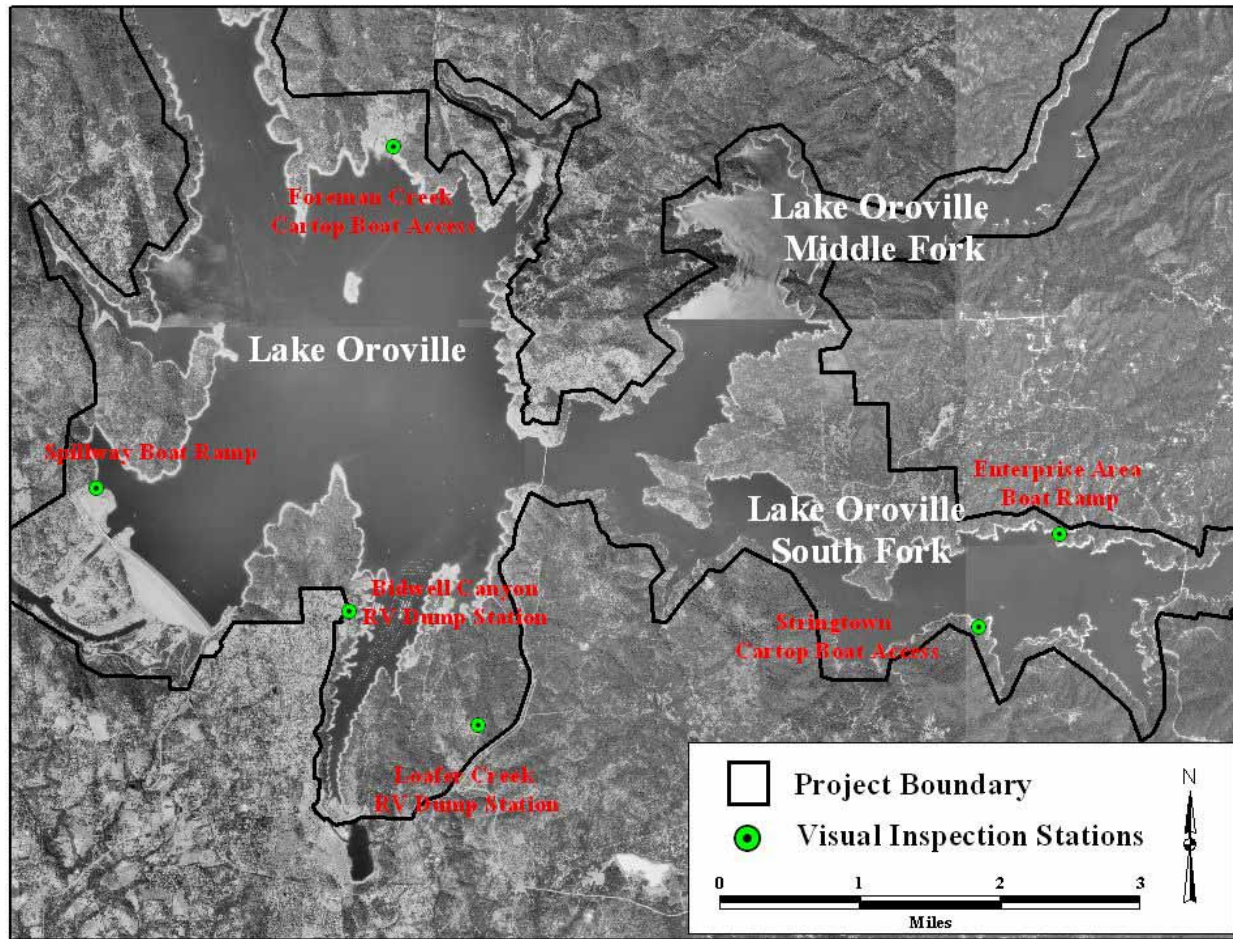 Foreman Creek
Cartop Boat Access
Lake Oroville
Middle Fork
Lake Oroville
Spillway Boat Ramp
Enterprise Area
Boat Ramp
Lake Oroville
South Fork
Bidwell Canyon
RV Dump Station
Stringtown
Cartop Boat Access
Loafer Creek
RV Dump Station
Project Boundary
Visual Inspection Stations
N
0 1 2 3
Miles